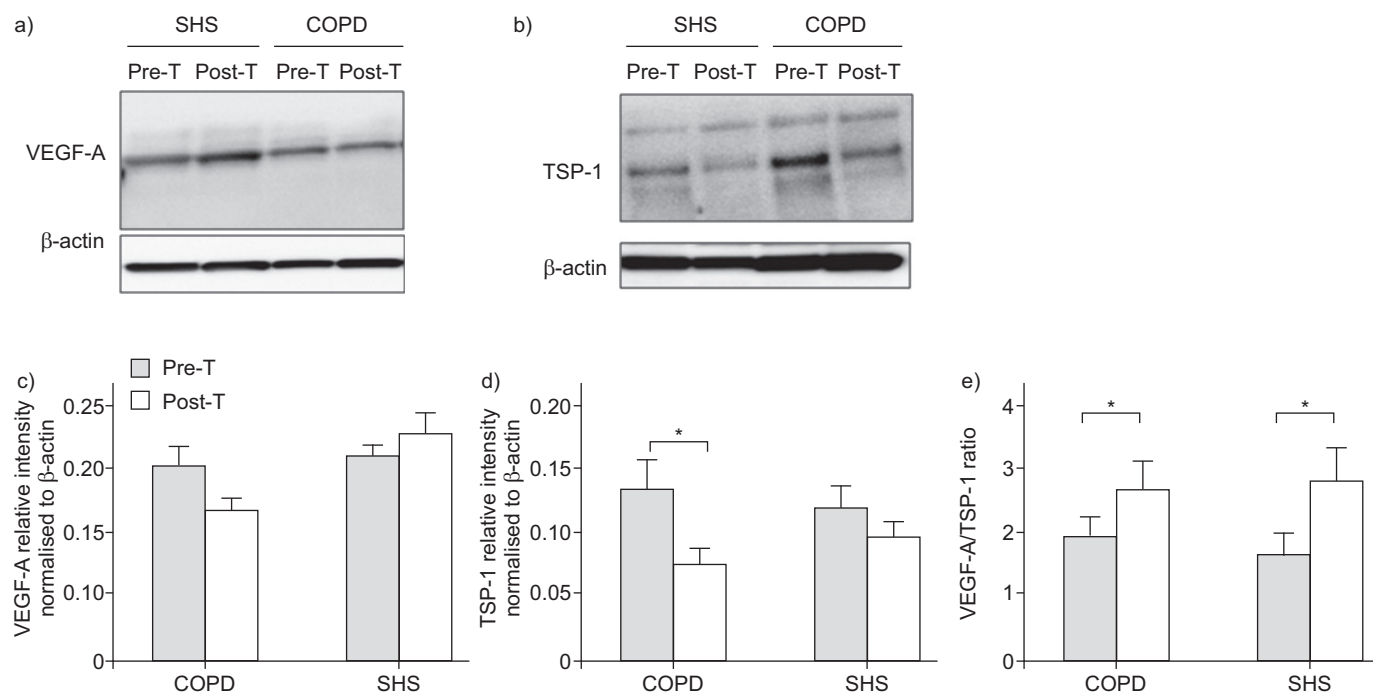 a)
SHS
COPD
Pre-T Post-T Pre-T Post-T
VEGF-A
β-actin
b)
SHS
COPD
Pre-T Post-T Pre-T Post-T
TSP-1
β-actin
c)
Pre-T
Post-T
VEGF-A relative intensity
normalised to β-actin
0.25
0.20
0.15
0.10
0
COPD
SHS
d)
TSP-1 relative intensity
normalised to β-actin
0.20
0.15
0.10
0.05
0
*
COPD
SHS
e)
VEGF-A/TSP-1 ratio
4
3
2
1
0
*
*
COPD
SHS